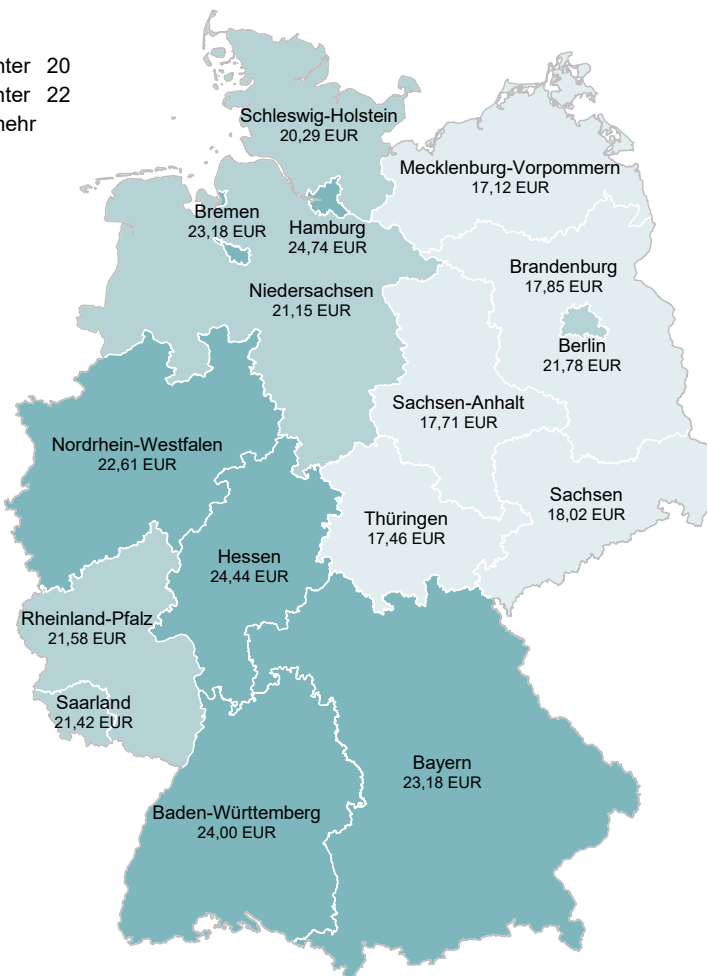 20
22
Schleswig-Holstein
20,29 EUR
Mecklenburg-Vorpommern
17,12 EUR
Bremen
23,18 EUR
Hamburg
24,74 EUR
Brandenburg
17,85 EUR
Niedersachsen
21,15 EUR
Berlin
21,78 EUR
Sachsen-Anhalt
17,71 EUR
Nordrhein-Westfalen
22,61 EUR
Sachsen
18,02 EUR
Thüringen
17,46 EUR
Hessen
24,44 EUR
Rheinland-Pfalz
21,58 EUR
Saarland
21,42 EUR
Bayern
23,18 EUR
Baden-Württemberg
24,00 EUR